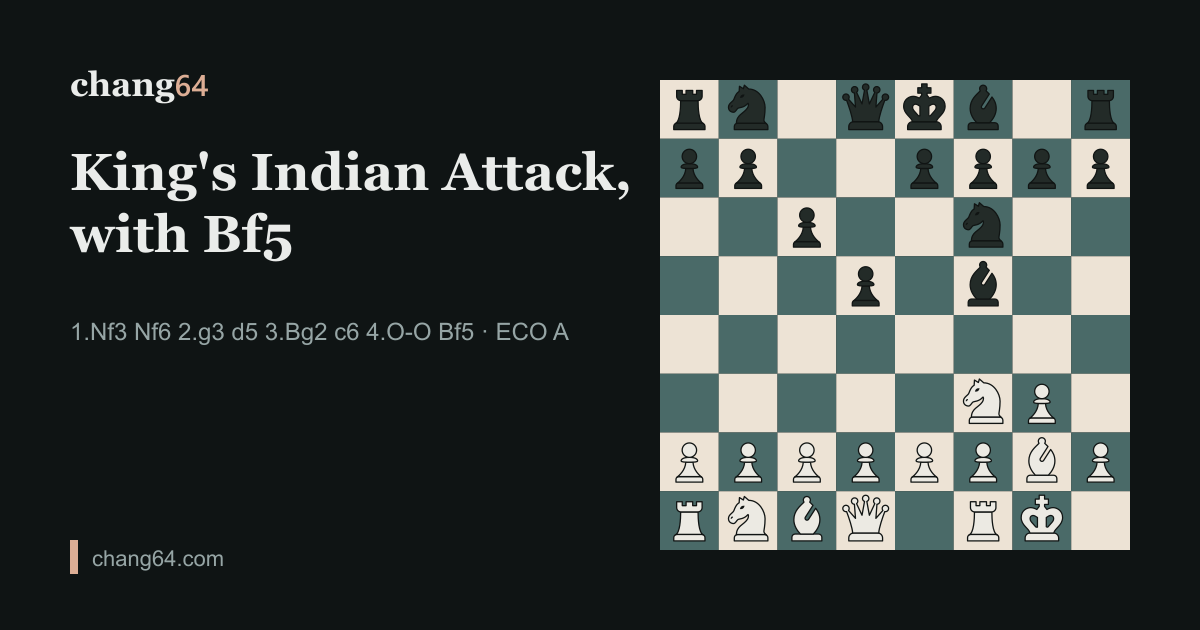 chang64
King's Indian Attack,
with Bf5
1.Nf3 Nf6 2.g3 d5 3.Bg2 c6 4.O-O Bf5 · ECO A
chang64.com